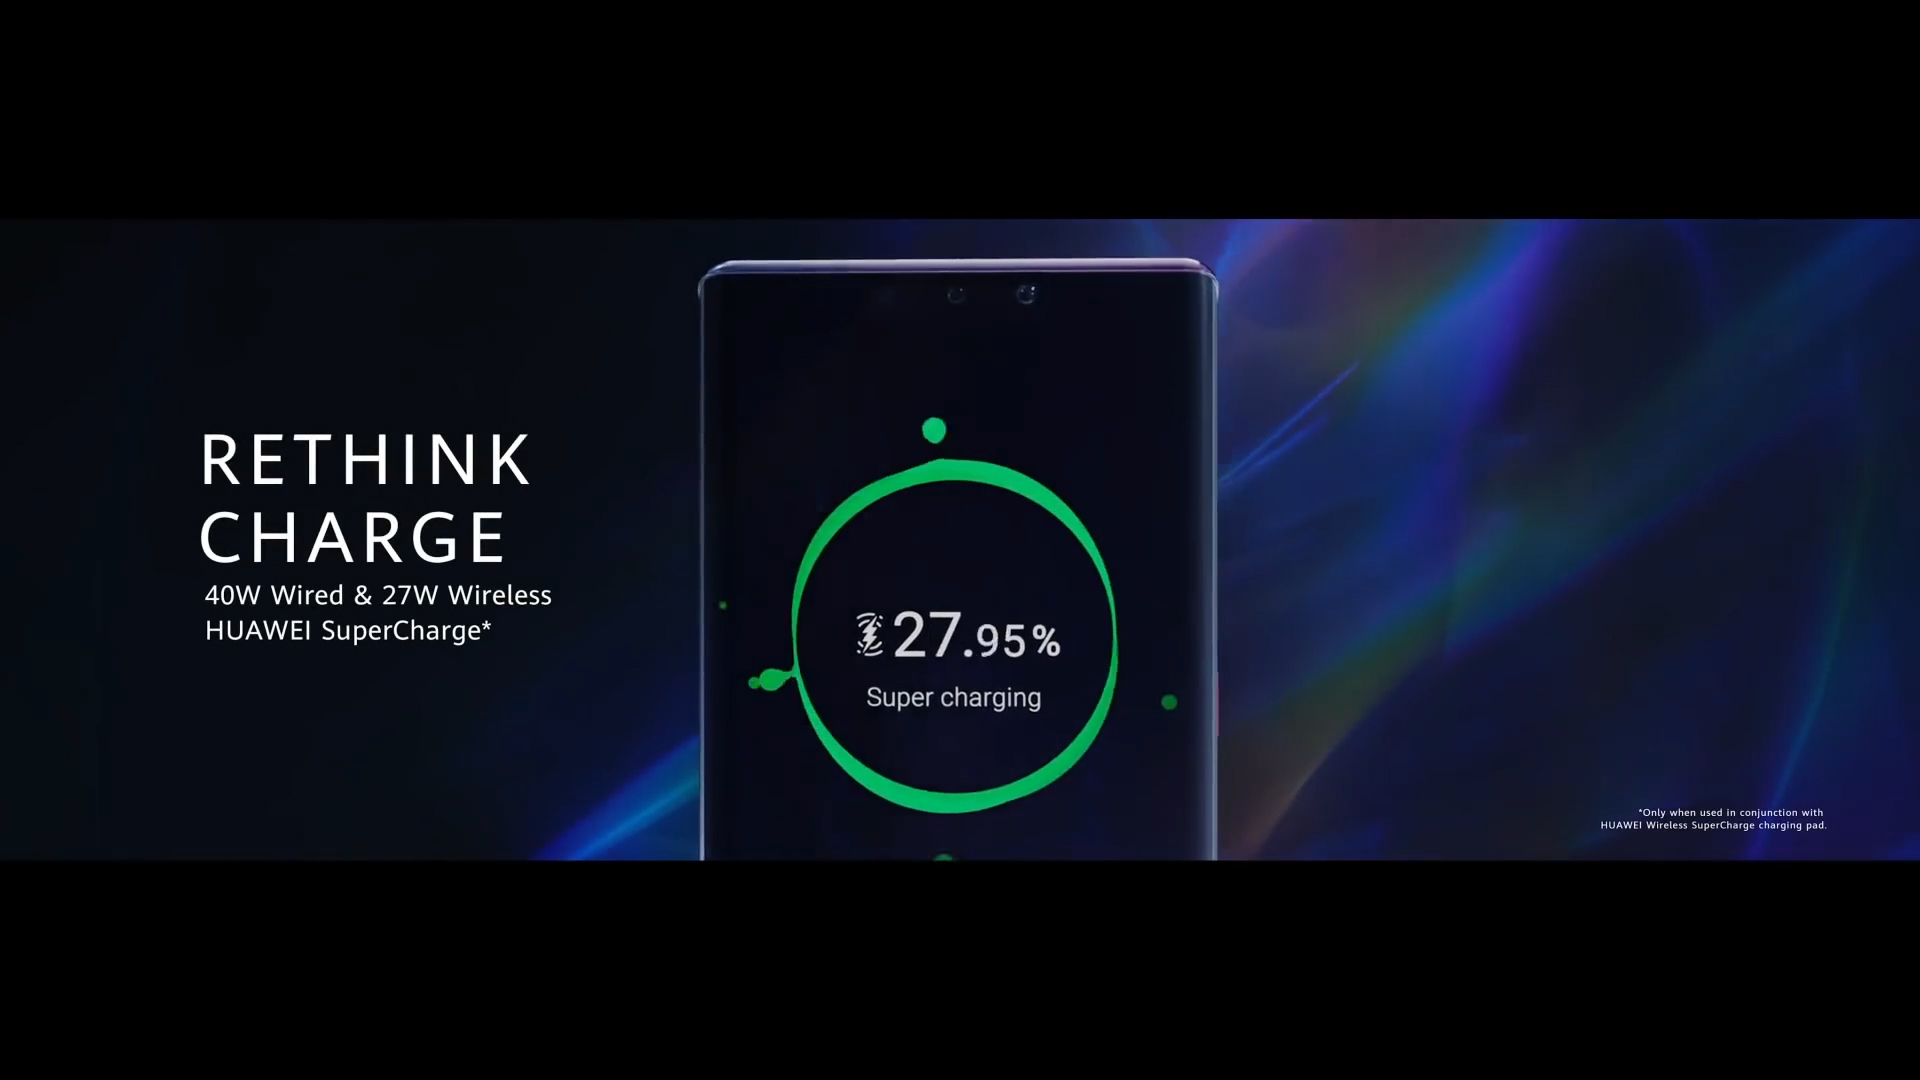 RETHINK
CHARGE
40W Wired & 27W Wireless
HUAWEI SuperCharge*
27.95%
Super charging
*Only when used in conjunction with
HUAWEI Wireless SuperCharge charging pad.